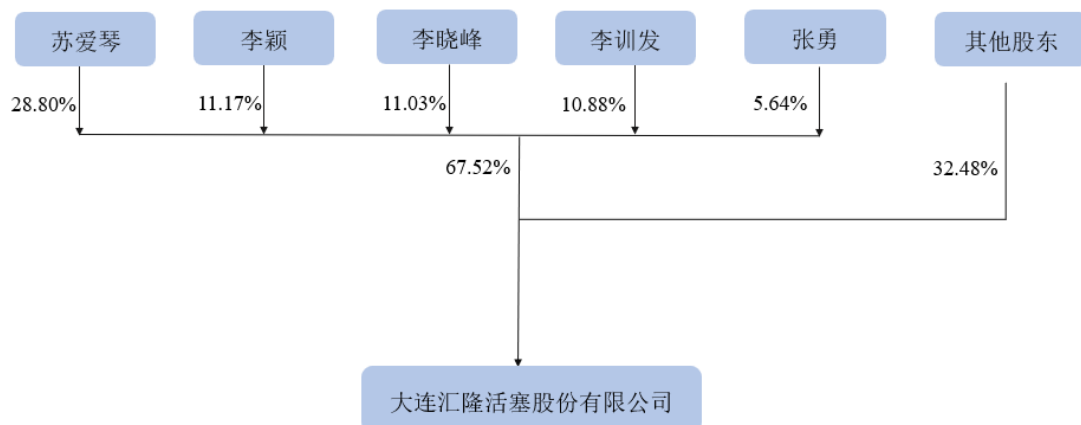 苏爱琴
李颖
李晓峰
李训发
张勇
其他股东
28.80%
11.17%
11.03%
10.88%
5.64%
67.52%
32.48%
大连汇隆活塞股份有限公司